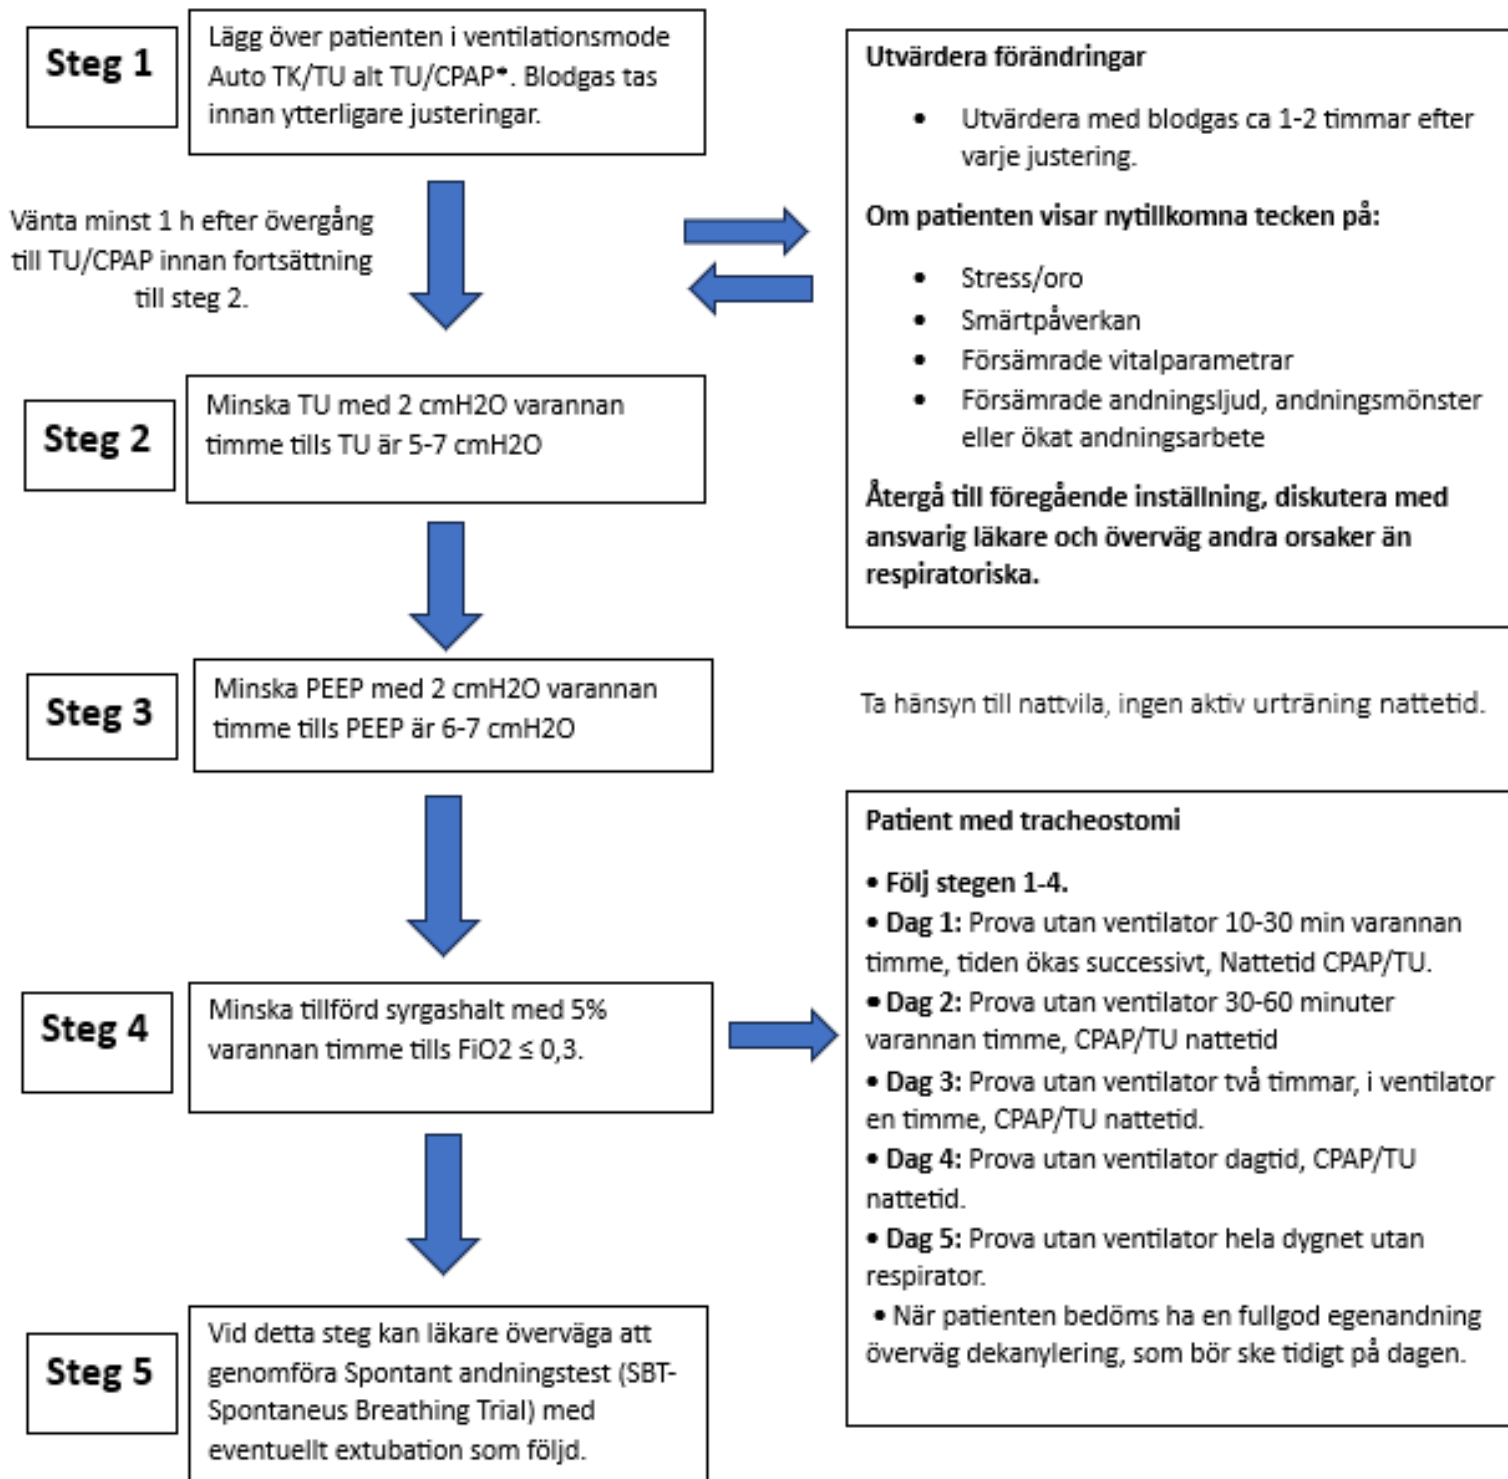 Steg 1
Lägg över patienten i ventilationsmode
Auto TK/TU alt TU/CPAP*. Blodgas tas
innan ytterligare justeringar.
Vänta minst 1 h efter övergång
till TU/CPAP innan fortsättning
till steg 2.
Steg 2
Minska TU med 2 cmH2O varannan
timme tills TU är 5-7 cmH2O
Steg 3
Minska PEEP med 2 cmH2O varannan
timme tills PEEP är 6-7 cmH2O
Steg 4
Minska tillförd syrgashalt med 5%
varannan timme tills FiO2 ≤ 0,3.
Steg 5
Vid detta steg kan läkare överväga att
genomföra Spontant andningstest (SBT-
Spontaneus Breathing Trial) med
eventuellt extubation som följd.
Utvärdera förändringar
• Utvärdera med blodgas ca 1-2 timmar efter
varje justering.
Om patienten visar nytillkomna tecken på:
• Stress/oro
• Smärtpåverkan
• Försämrade vitalparametrar
• Försämrade andningsljud, andningsmönster
eller ökat andningsarbete
Återgå till föregående inställning, diskutera med
ansvarig läkare och överväg andra orsaker än
respiratoriska.
Ta hänsyn till nattvila, ingen aktiv urträning nattetid.
Patient med tracheostomi
• Följ stegen 1-4.
• Dag 1: Prova utan ventilator 10-30 min varannan
timme, tiden ökas successivt, Nattetid CPAP/TU.
• Dag 2: Prova utan ventilator 30-60 minuter
varannan timme, CPAP/TU nattetid
• Dag 3: Prova utan ventilator två timmar, i ventilator
en timme, CPAP/TU nattetid.
• Dag 4: Prova utan ventilator dagtid, CPAP/TU
nattetid.
• Dag 5: Prova utan ventilator hela dygnet utan
respirator.
• När patienten bedöms ha en fullgod egenandning
överväg dekanylering, som bör ske tidigt på dagen.